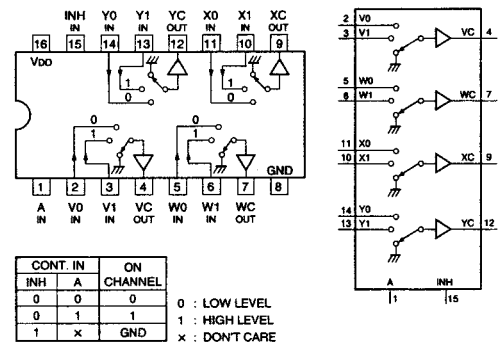 INH IN Y0 IN Y1 IN YC OUT X0 IN X1 IN XC OUT
16 15 14 13 12 11 10 9
VDD
1
0
1
0
0
1
0
1
GND
1 2 3 4 5 6 7 8
A IN V0 IN V1 IN VC OUT W0 IN W1 IN WC OUT
CONT. IN ON CHANNEL
INH A
0 0 0
0 1 1
1 × GND
0 : LOW LEVEL
1 : HIGH LEVEL
× : DON'T CARE
2 V0
3 V1 VC 4
5 W0
6 W1 WC 7
11 X0
10 X1 XC 9
14 Y0
13 Y1 YC 12
A INH
1 15